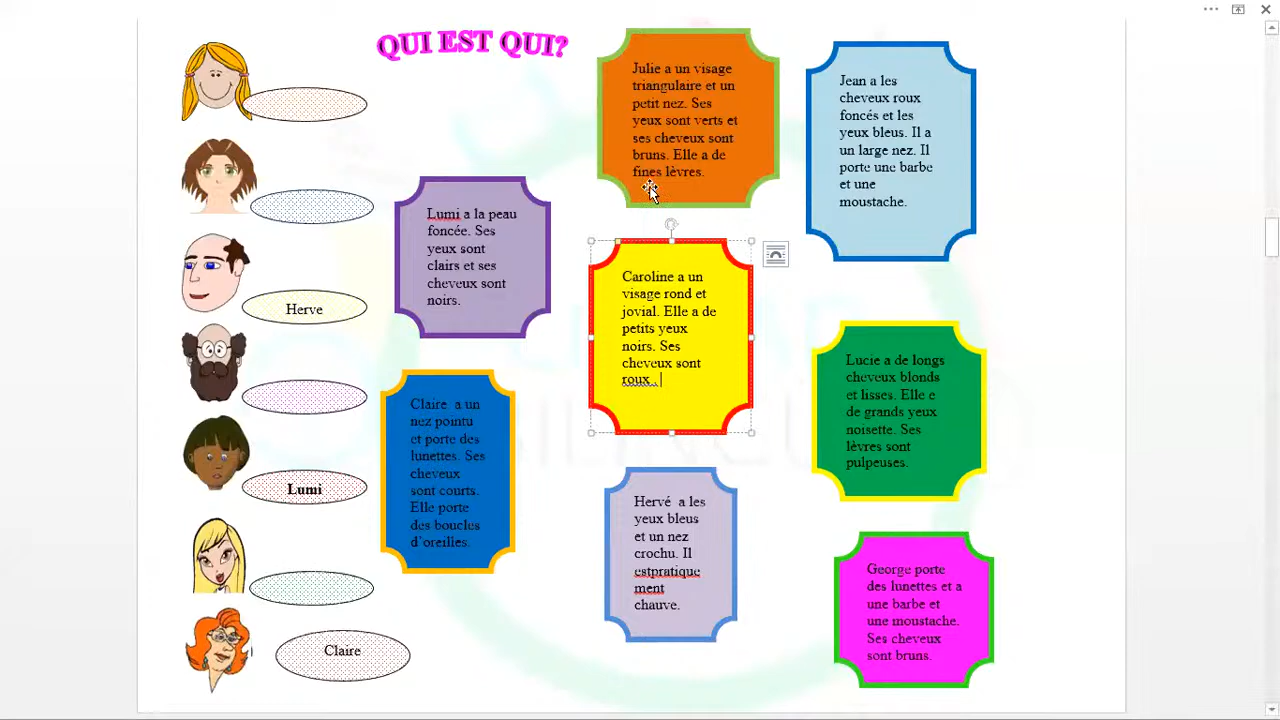 QUI EST QUI?
Julie a un visage
triangulaire et un
petit nez. Ses
yeux sont verts et
ses cheveux sont
bruns. Elle a de
fines lèvres.
Jean a les
cheveux roux
foncés et les
yeux bleus. Il a
un large nez. Il
porte une barbe
et une
moustache.
Lumi a la peau
foncée. Ses
yeux sont
clairs et ses
cheveux sont
noirs.
Caroline a un
visage rond et
jovial. Elle a de
petits yeux
noirs. Ses
cheveux sont
roux .
Herve
Lucie a de longs
cheveux blonds
et lisses. Elle e
de grands yeux
noisette. Ses
lèvres sont
pulpeuses.
Claire a un
nez pointu
et porte des
lunettes. Ses
cheveux
sont courts.
Elle porte
des boucles
d'oreilles.
Lumi
Hervé a les
yeux bleus
et un nez
crochu. Il
estpratique
ment
chauve.
George porte
des lunettes et a
une barbe et
une moustache.
Ses cheveux
sont bruns.
Claire